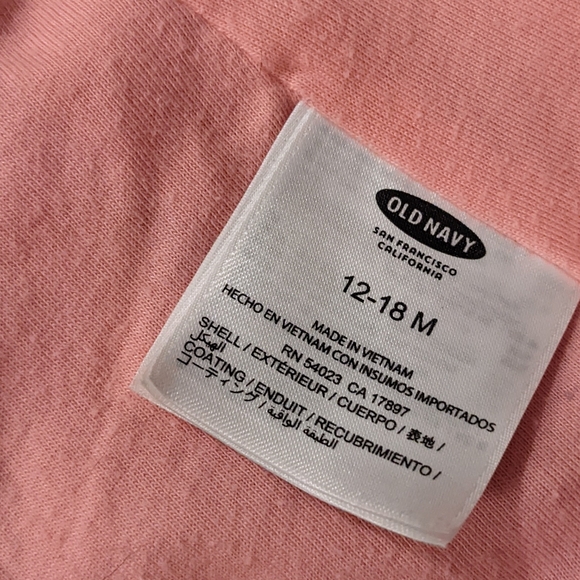 OLD NAVY
SAN FRANCISCO
CALIFORNIA
12-18 M
MADE IN VIETNAM
HECHO EN VIETNAM CON INSUMOS IMPORTADOS
RN 54023 CA 17897
SHELL / EXTÉRIEUR / CUERPO / 表地 /
الهيكل
COATING / ENDUIT / RECUBRIMIENTO /
コーティング / الطبقة الواقية